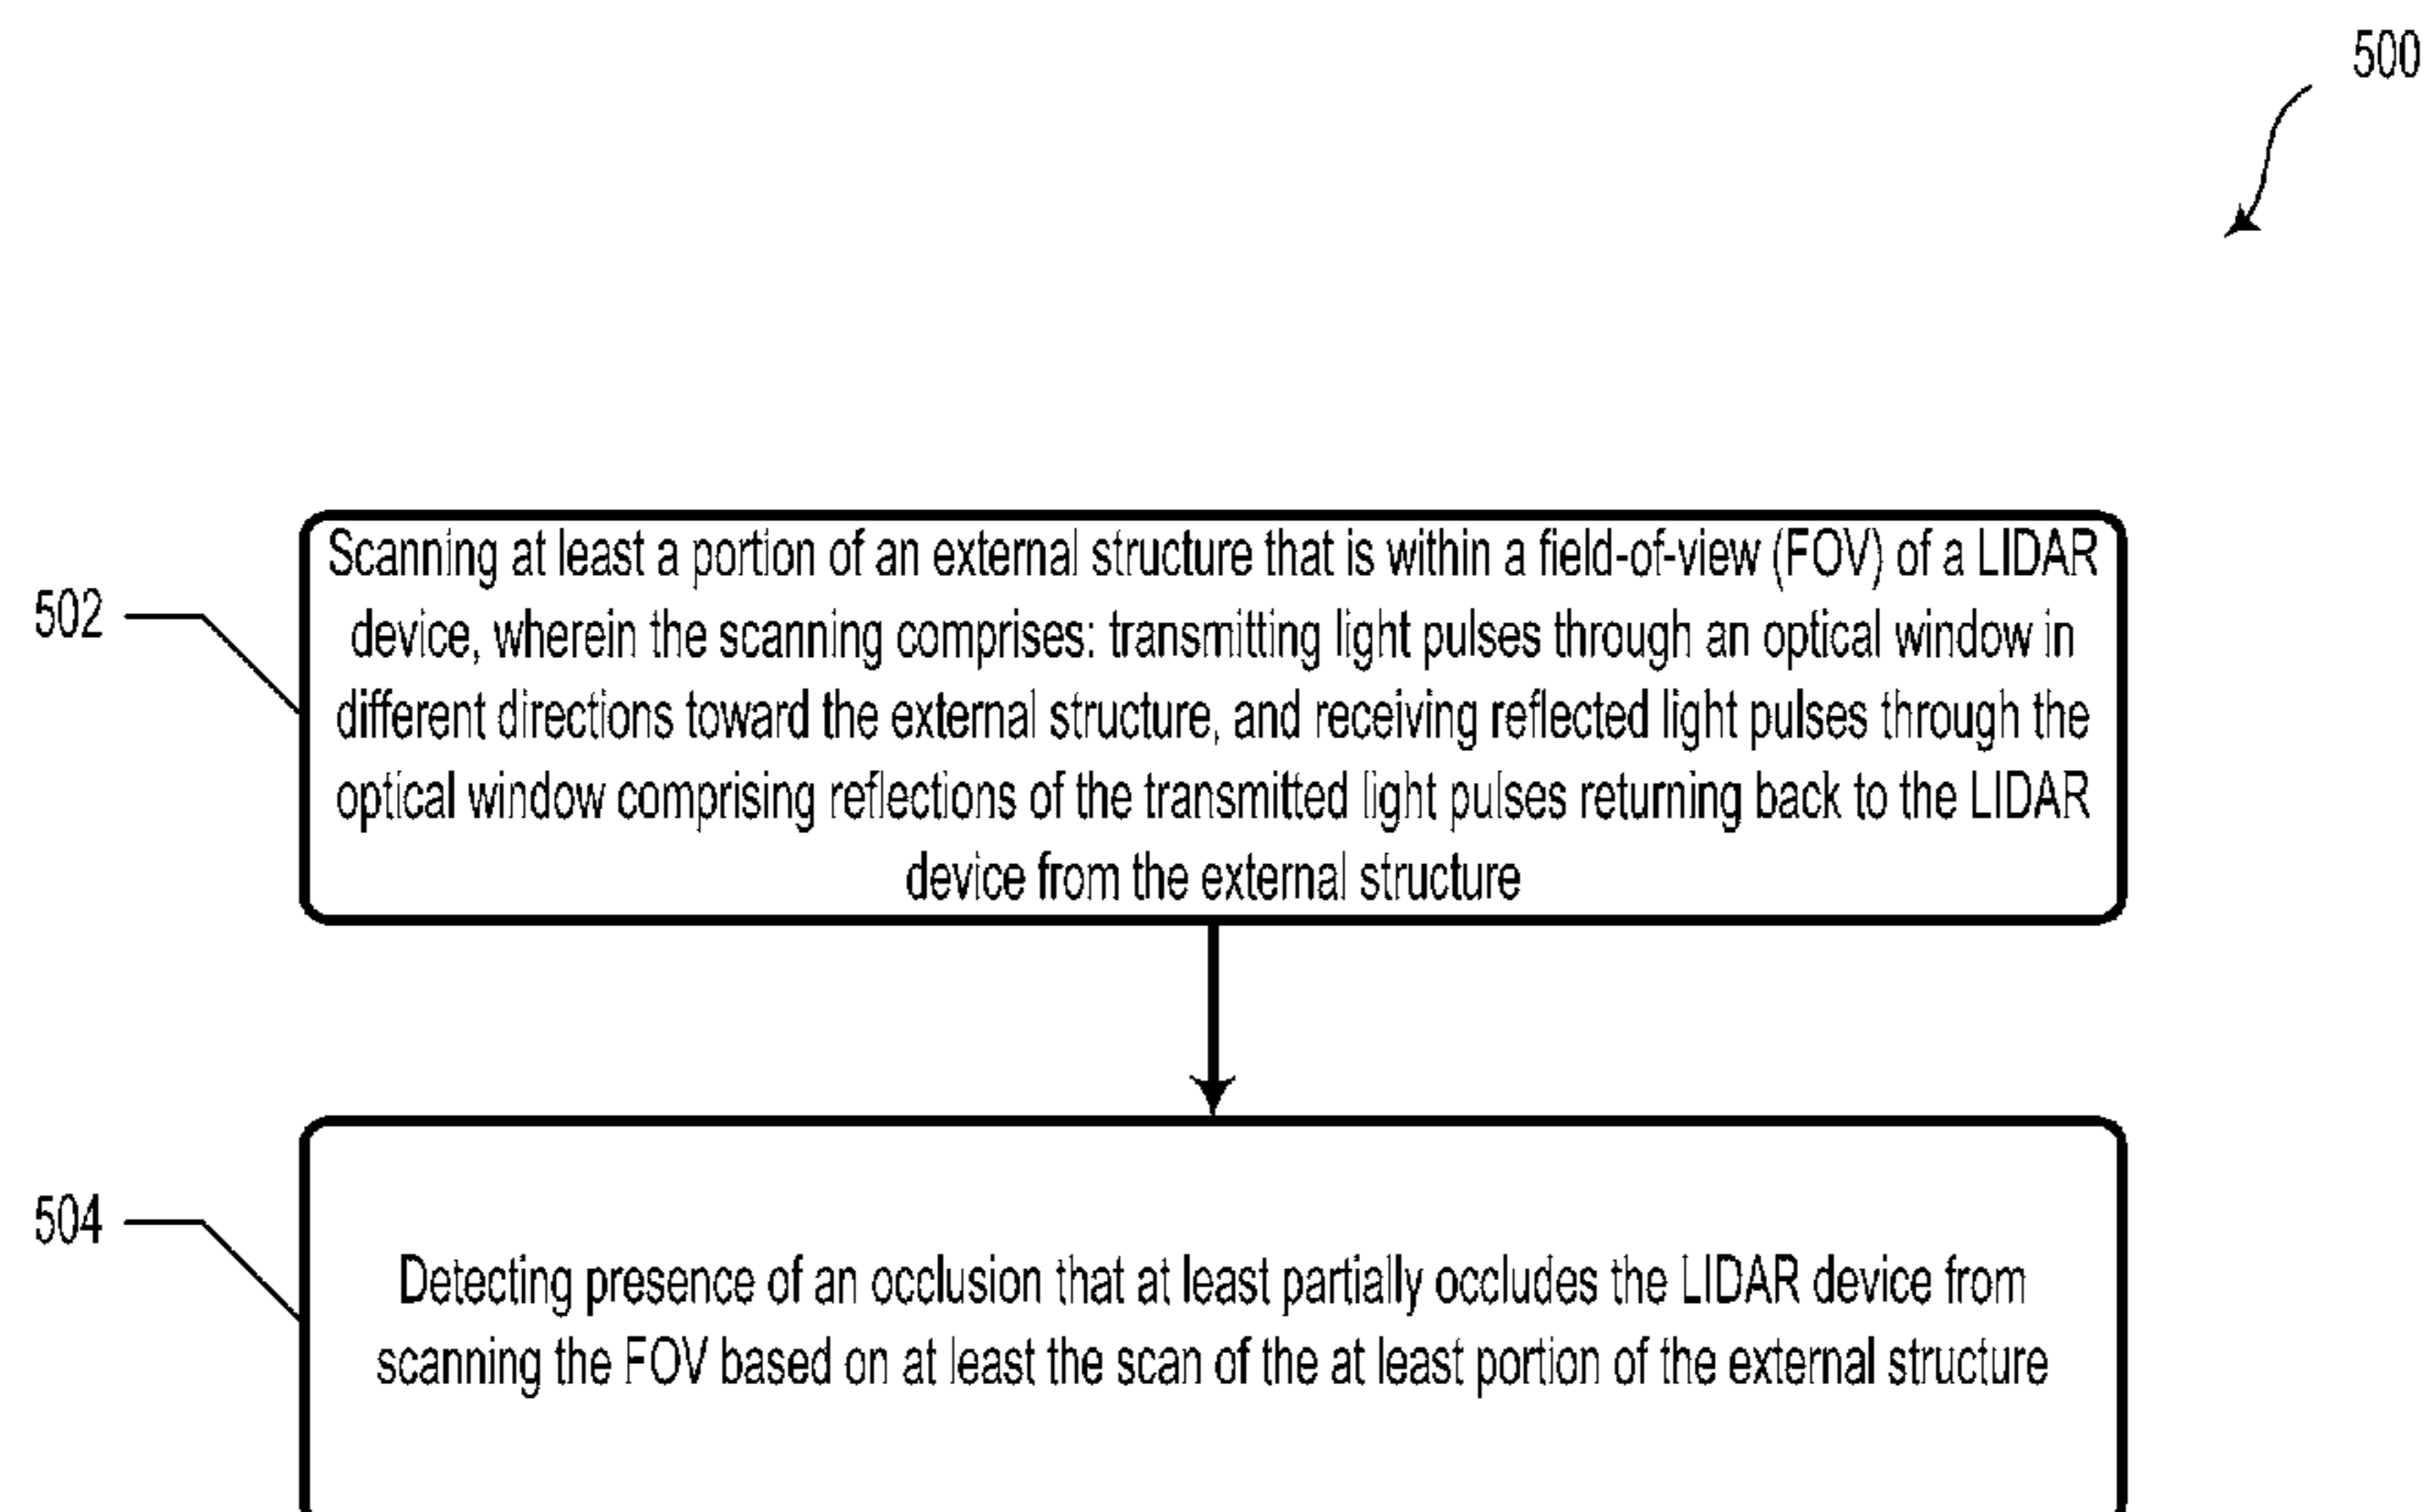 500
502
Scanning at least a portion of an external structure that is within a field-of-view (FOV) of a LIDAR
device, wherein the scanning comprises: transmitting light pulses through an optical window in
different directions toward the external structure, and receiving reflected light pulses through the
optical window comprising reflections of the transmitted light pulses returning back to the LIDAR
device from the external structure
504
Detecting presence of an occlusion that at least partially occludes the LIDAR device from
scanning the FOV based on at least the scan of the at least portion of the external structure